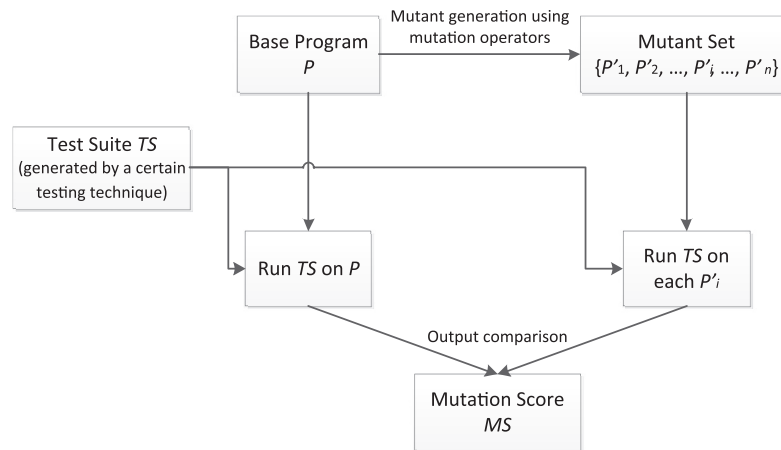 Base Program
P
Mutant generation using
mutation operators
Mutant Set
{P'1, P'2, ..., P'i, ..., P'n}
Test Suite TS
(generated by a certain
testing technique)
Run TS on P
Run TS on
each P'i
Output comparison
Mutation Score
MS